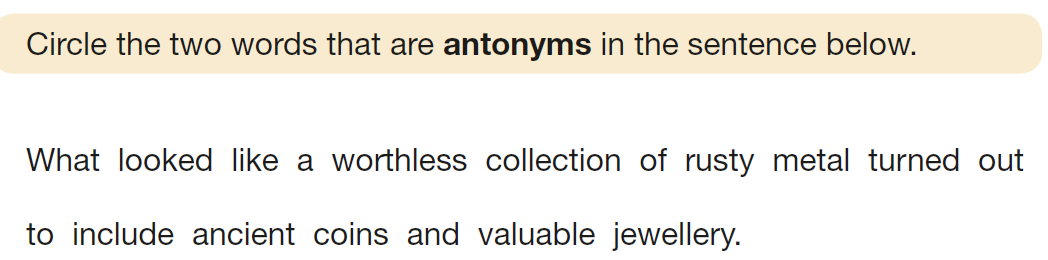 Circle the two words that are antonyms in the sentence below.
What looked like a worthless collection of rusty metal turned out
to include ancient coins and valuable jewellery.